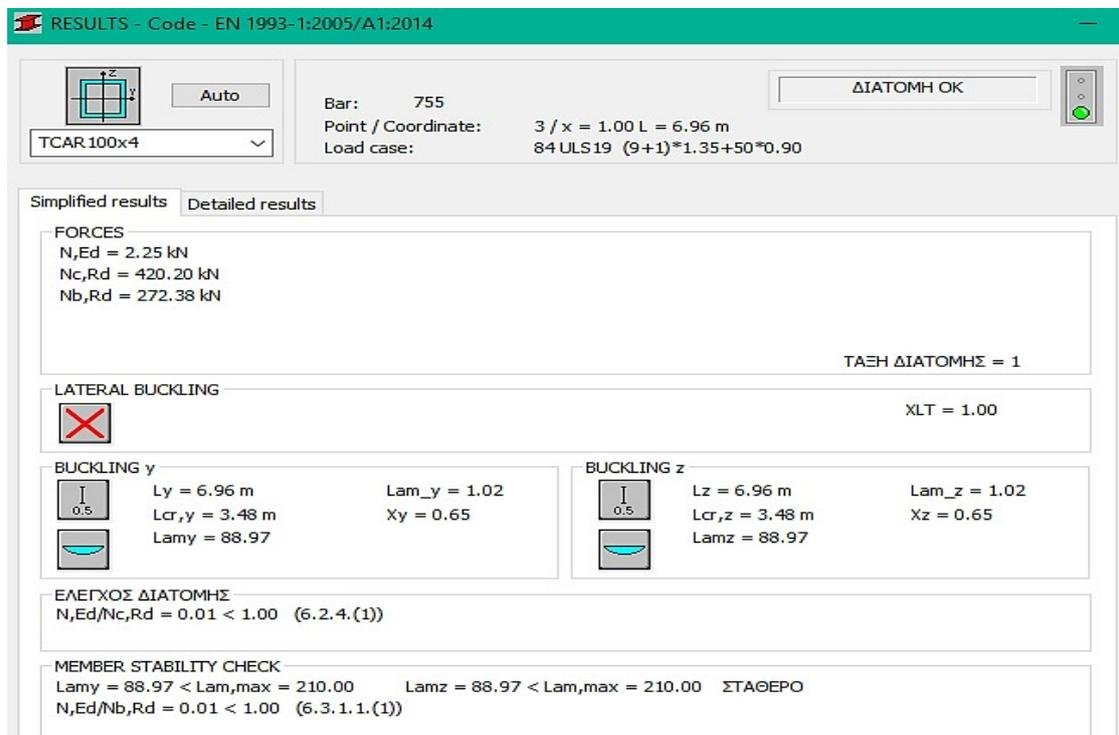 RESULTS - Code - EN 1993-1:2005/A1:2014
z
y
Auto
TCAR100x4
Bar: 755
Point / Coordinate: 3 / x = 1.00 L = 6.96 m
Load case: 84 ULS19 (9+1)*1.35+50*0.90
ΔΙΑΤΟΜΗ OK
Simplified results Detailed results
FORCES
N,Ed = 2.25 kN
Nc,Rd = 420.20 kN
Nb,Rd = 272.38 kN
ΤΑΞΗ ΔΙΑΤΟΜΗΣ = 1
LATERAL BUCKLING
XLT = 1.00
BUCKLING y
0.5
Ly = 6.96 m Lam_y = 1.02
Lcr,y = 3.48 m Xy = 0.65
Lamy = 88.97
BUCKLING z
0.5
Lz = 6.96 m Lam_z = 1.02
Lcr,z = 3.48 m Xz = 0.65
Lamz = 88.97
ΕΛΕΓΧΟΣ ΔΙΑΤΟΜΗΣ
N,Ed/Nc,Rd = 0.01 < 1.00 (6.2.4.(1))
MEMBER STABILITY CHECK
Lamy = 88.97 < Lam,max = 210.00 Lamz = 88.97 < Lam,max = 210.00 ΣΤΑΘΕΡΟ
N,Ed/Nb,Rd = 0.01 < 1.00 (6.3.1.1.(1))